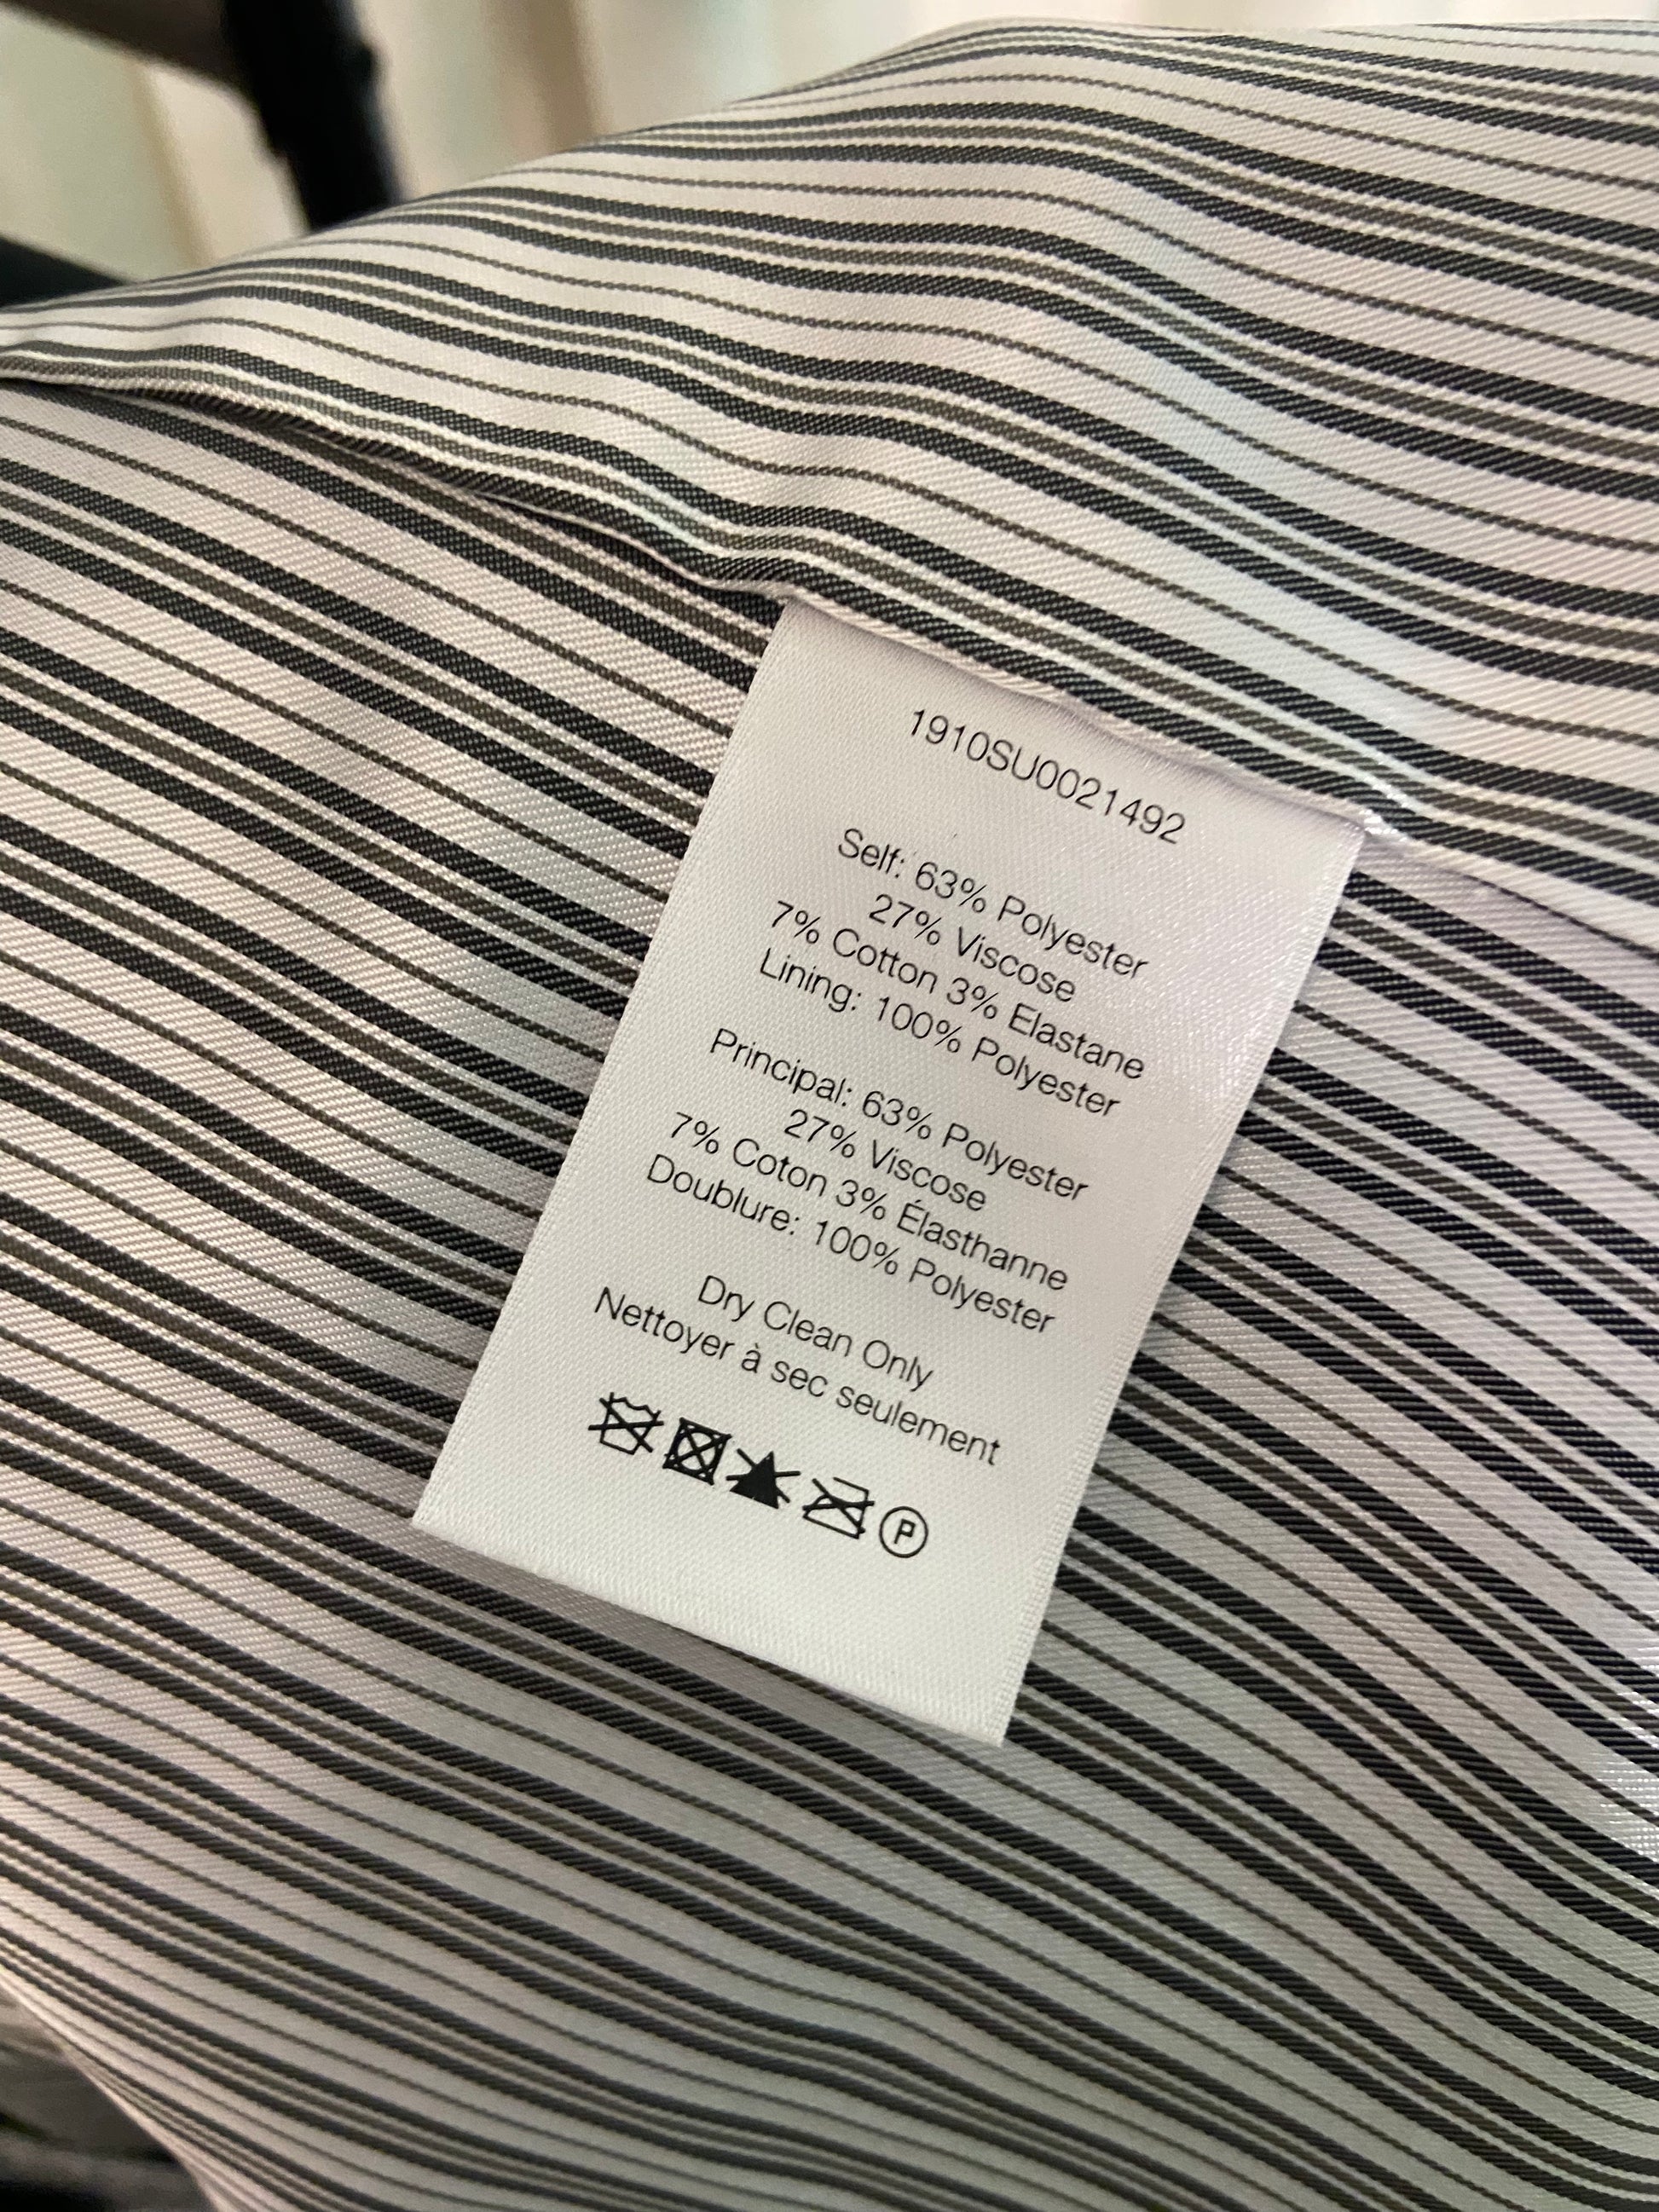 1910SU0021492
Self: 63% Polyester
27% Viscose
7% Cotton 3% Elastane
Lining: 100% Polyester
Principal: 63% Polyester
27% Viscose
7% Coton 3% Élasthanne
Doublure: 100% Polyester
Dry Clean Only
Nettoyer à sec seulement
P